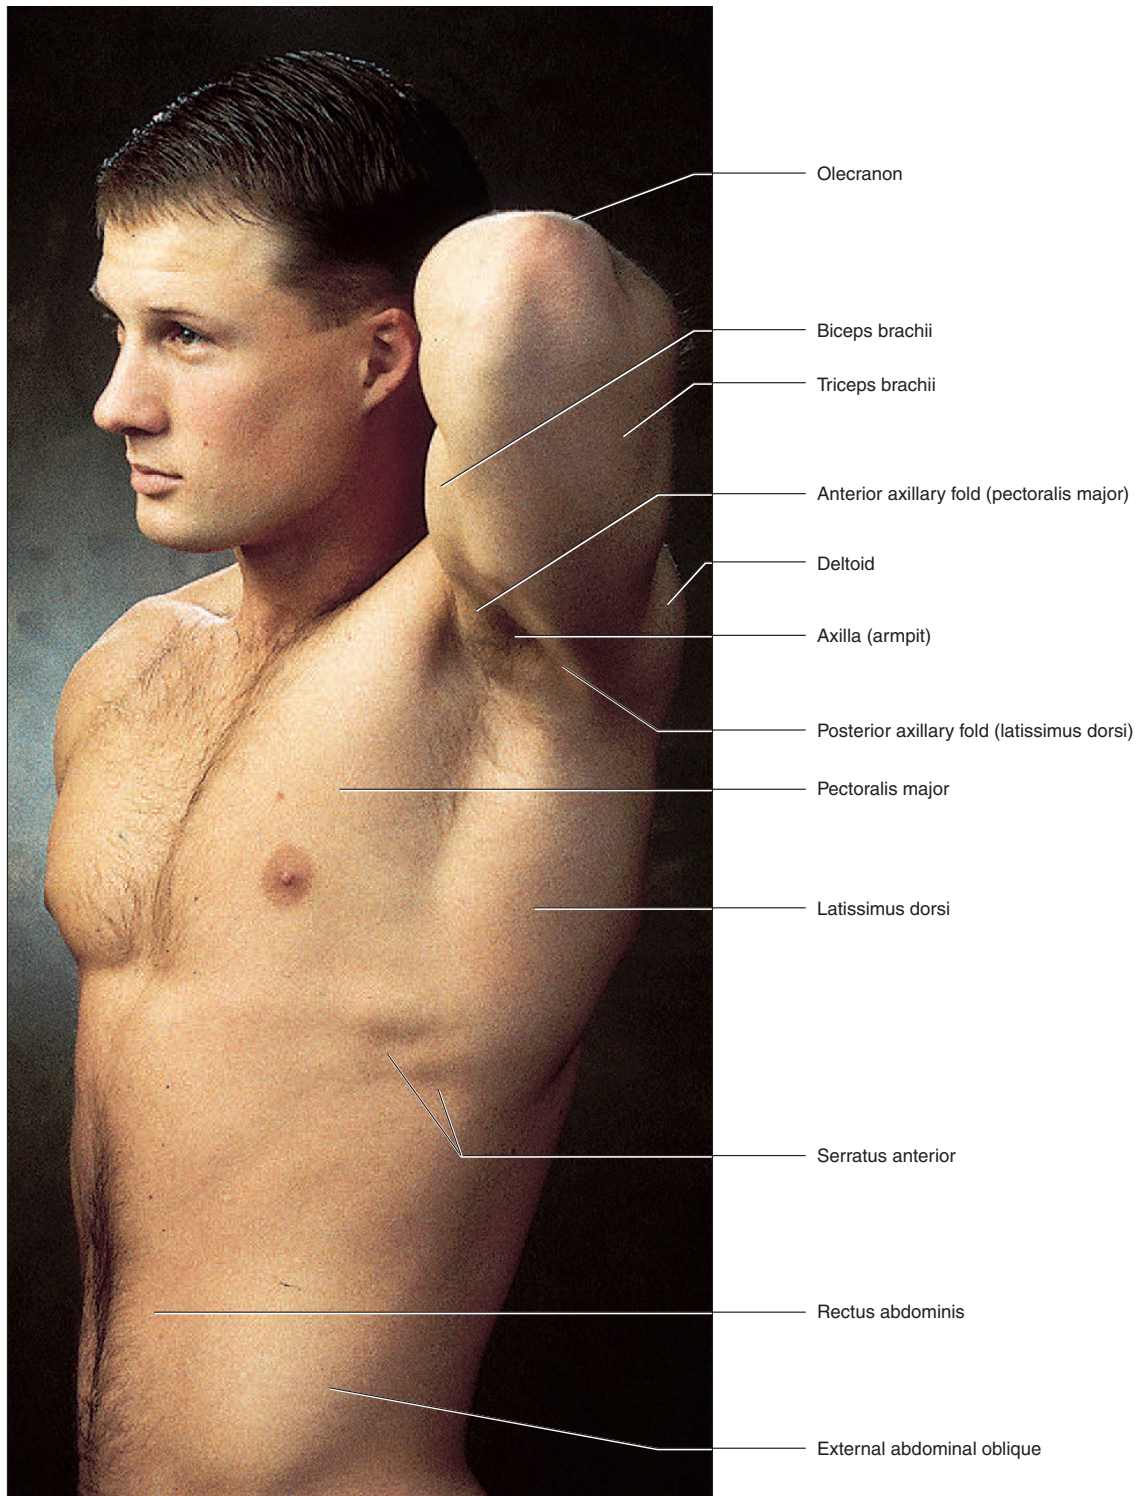 Olecranon
Biceps brachii
Triceps brachii
Anterior axillary fold (pectoralis major)
Deltoid
Axilla (armpit)
Posterior axillary fold (latissimus dorsi)
Pectoralis major
Latissimus dorsi
Serratus anterior
Rectus abdominis
External abdominal oblique